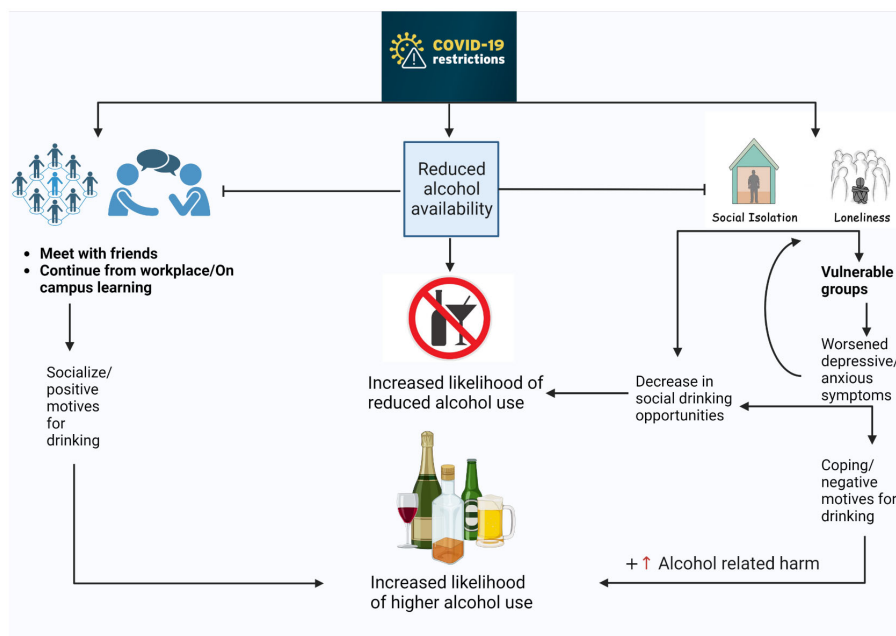 COVID-19
restrictions
Reduced
alcohol
availability
Social Isolation
Loneliness
• Meet with friends
• Continue from workplace/On
campus learning
Vulnerable
groups
Socialize/
positive
motives
for
drinking
Increased likelihood of
reduced alcohol use
Decrease in
social drinking
opportunities
Worsened
depressive/
anxious
symptoms
Coping/
negative
motives for
drinking
+↑ Alcohol related harm
Increased likelihood
of higher alcohol use